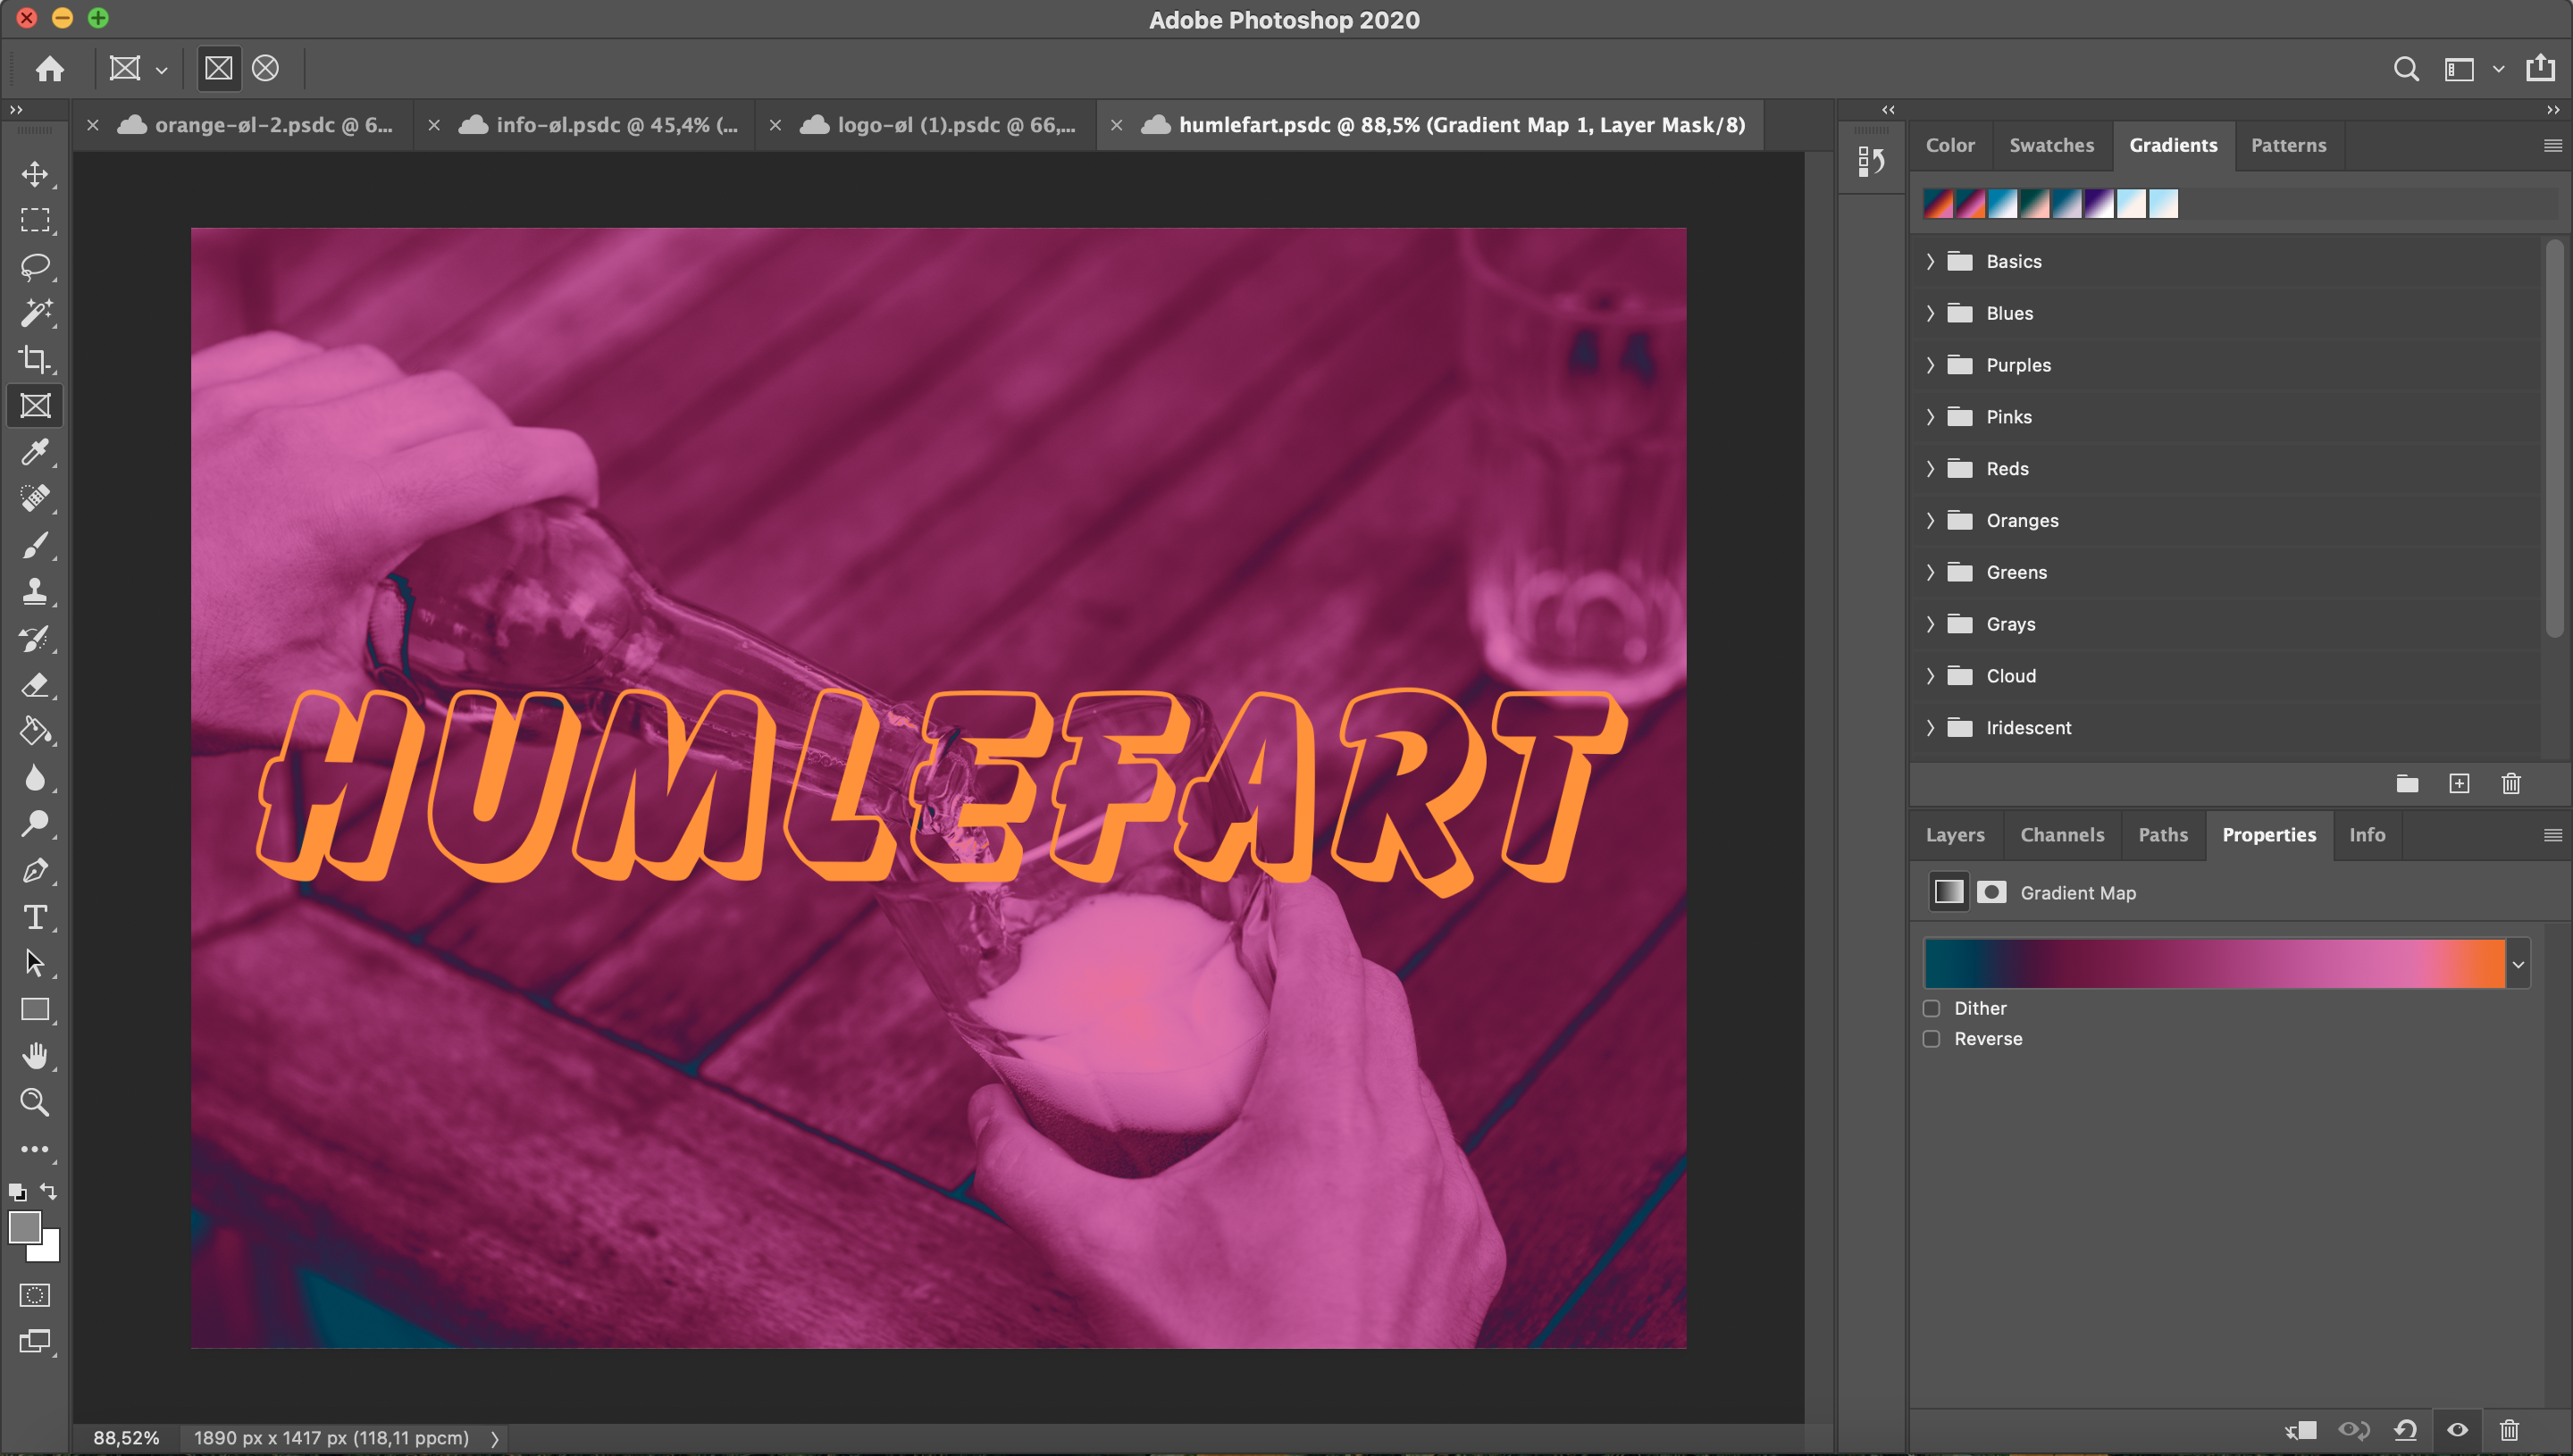 Adobe Photoshop 2020
orange-øl-2.psdc @ 6...
info-øl.psdc @ 45,4% (...
logo-øl (1).psdc @ 66,...
humlefart.psdc @ 88,5% (Gradient Map 1, Layer Mask/8)
Color Swatches Gradients Patterns
Basics
Blues
Purples
Pinks
Reds
Oranges
Greens
Grays
Cloud
Iridescent
HUMLEFART
Layers Channels Paths Properties Info
Gradient Map
Dither
Reverse
88,52% 1890 px x 1417 px (118,11 ppcm)